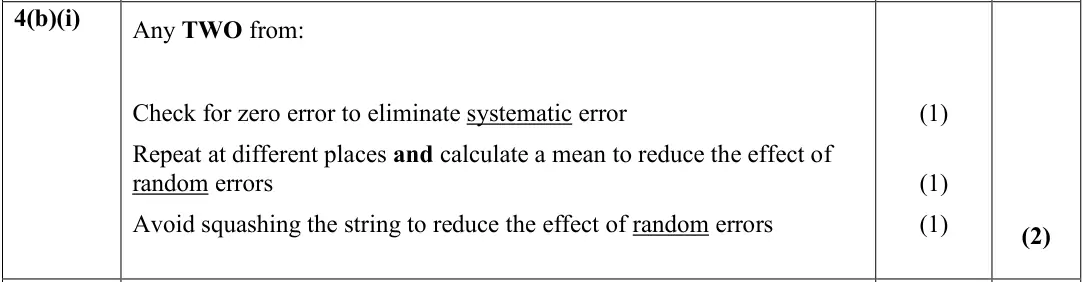 4(b)(i)
Any TWO from:
Check for zero error to eliminate systematic error (1)
Repeat at different places and calculate a mean to reduce the effect of
random errors (1)
Avoid squashing the string to reduce the effect of random errors (1)
(2)